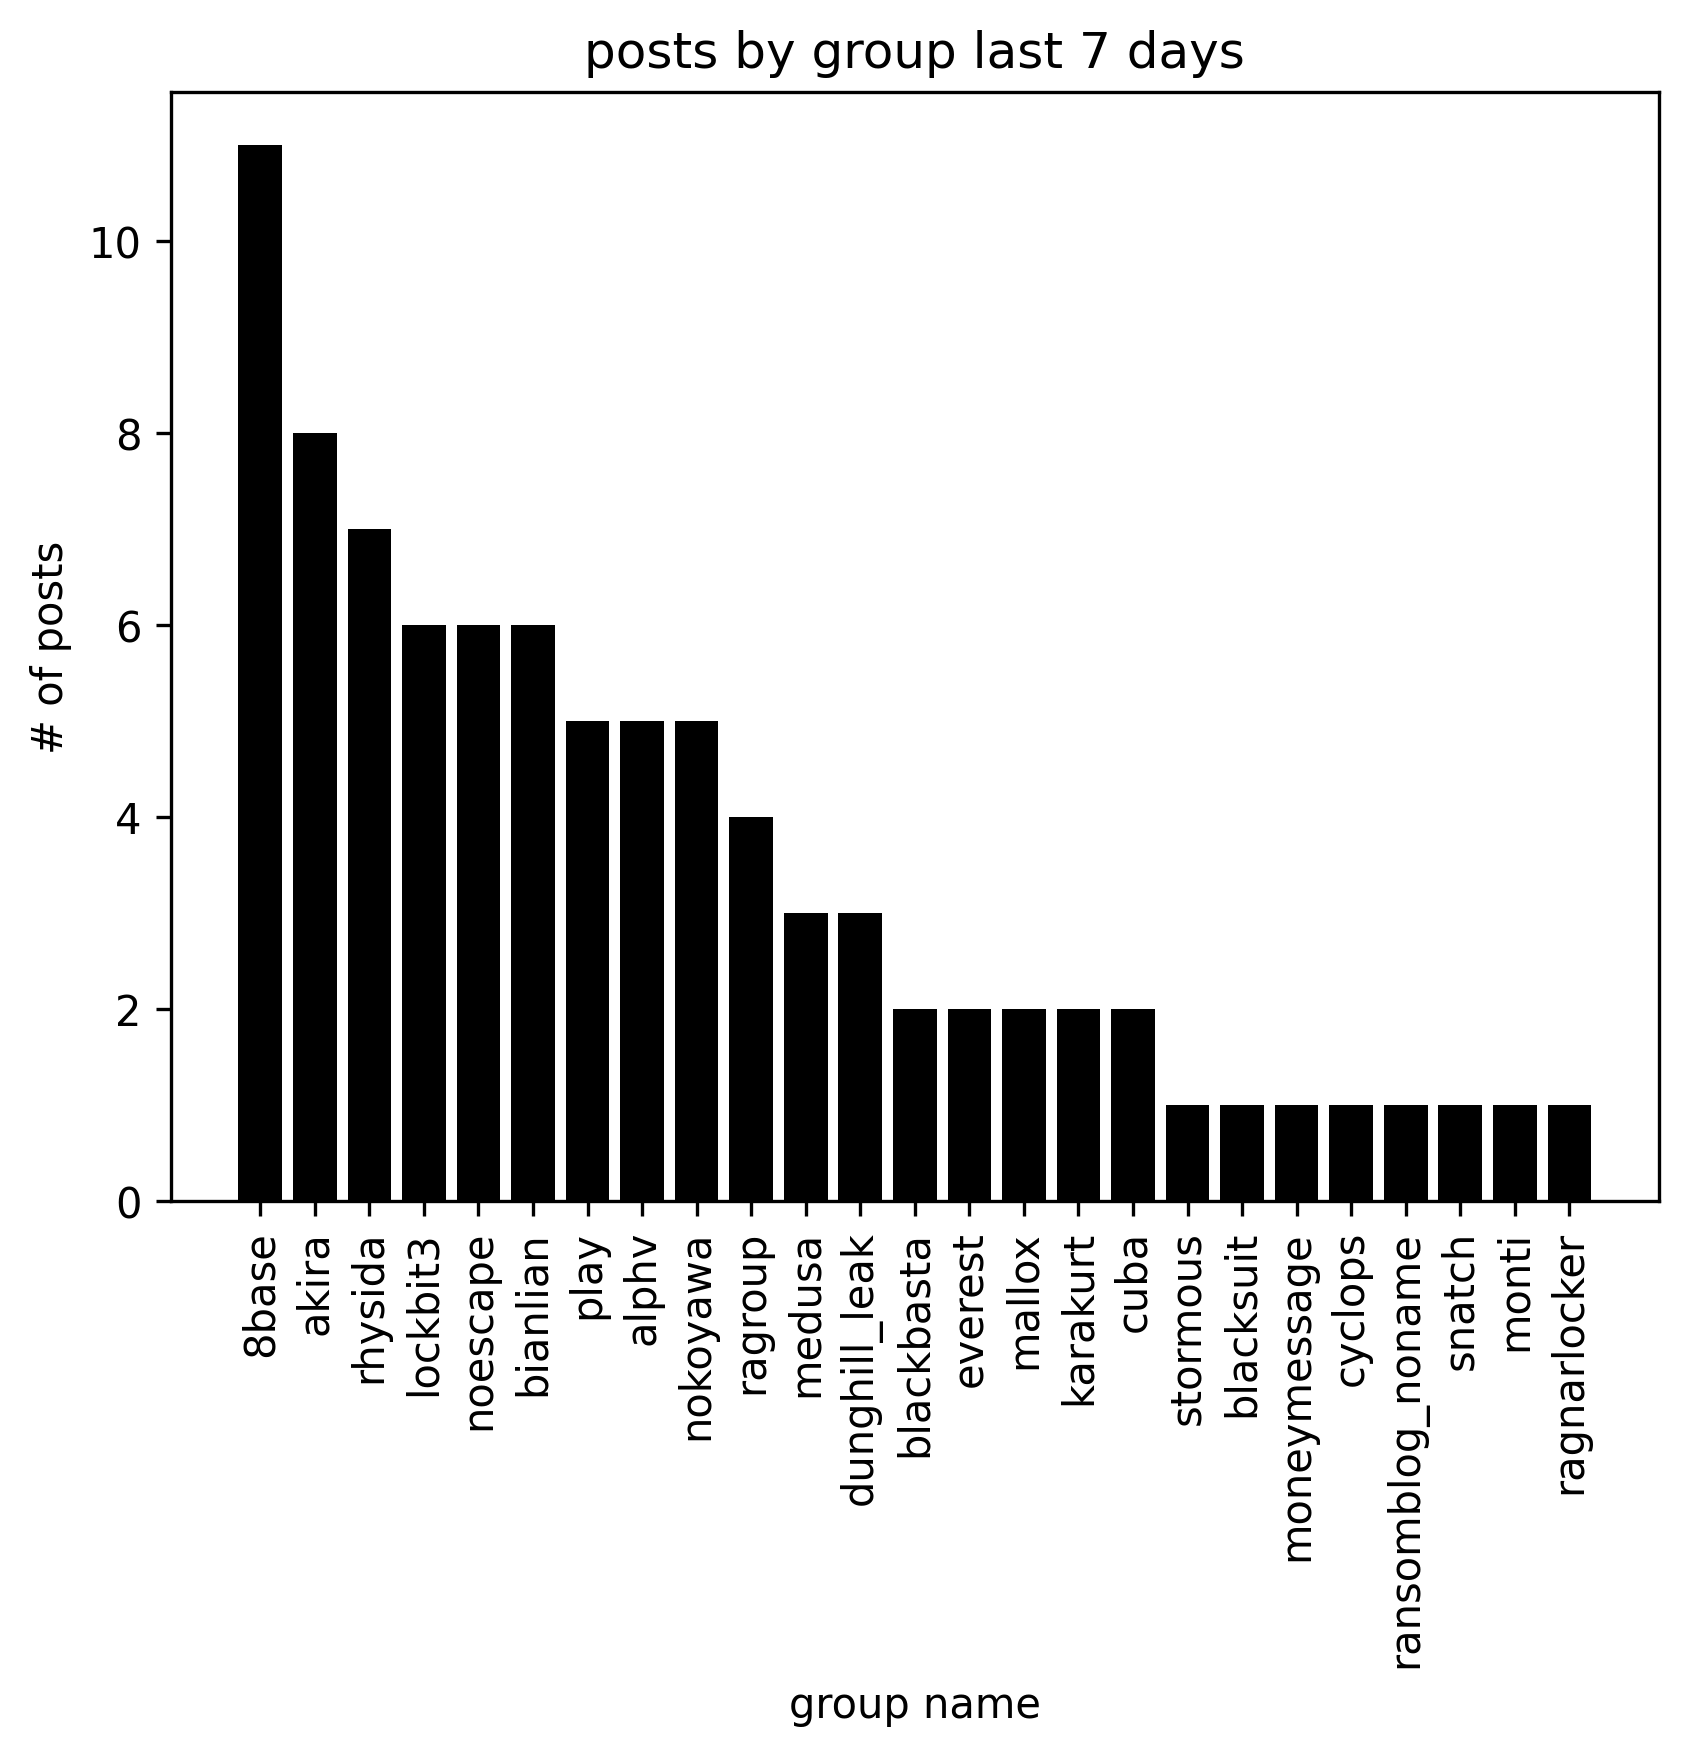 posts by group last 7 days
# of posts
10
8
6
4
2
0
8base
akira
rhysida
lockbit3
noescape
bianlian
play
alphv
nokoyawa
ragroup
medusa
dunghill_leak
blackbasta
everest
mallox
karakurt
cuba
stormous
blacksuit
moneymessage
cyclops
ransomblog_noname
snatch
monti
ragnarlocker
group name